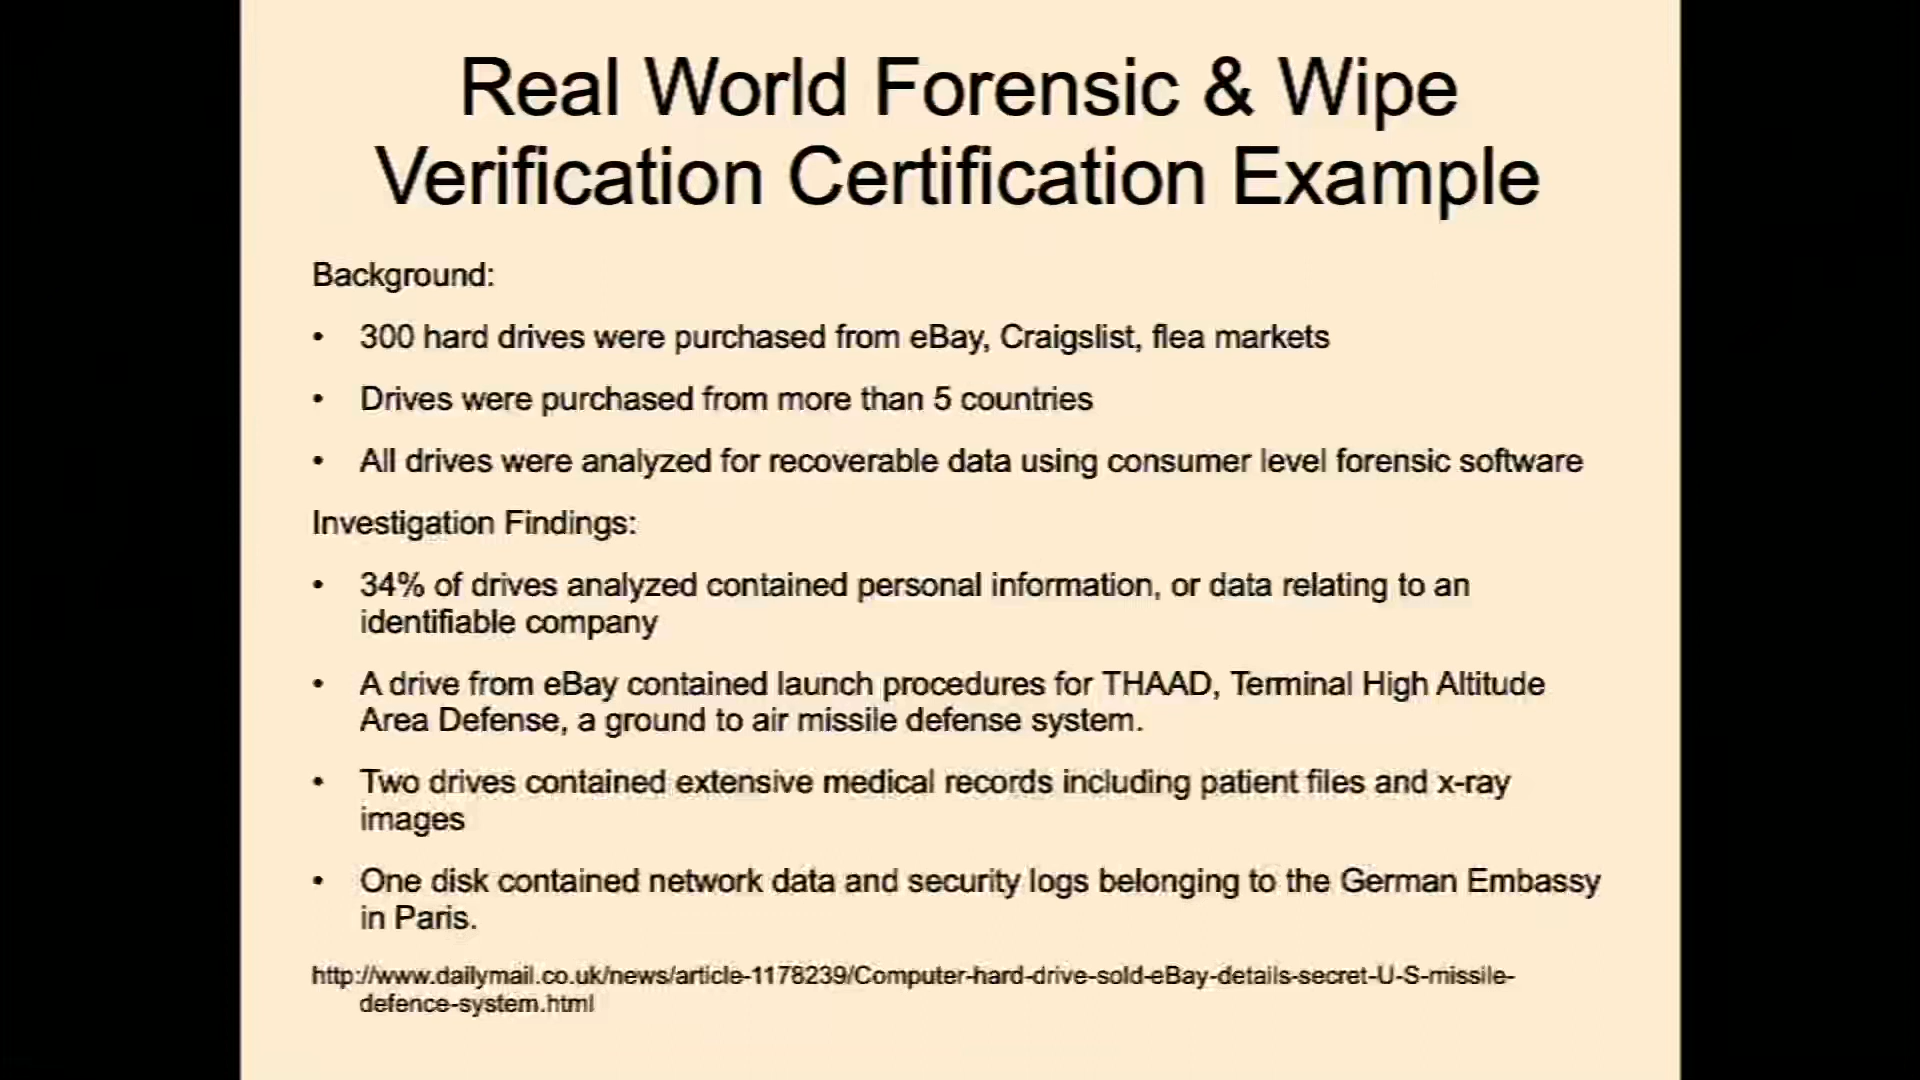 Real World Forensic & Wipe
Verification Certification Example
Background:
• 300 hard drives were purchased from eBay, Craigslist, flea markets
• Drives were purchased from more than 5 countries
• All drives were analyzed for recoverable data using consumer level forensic software
Investigation Findings:
• 34% of drives analyzed contained personal information, or data relating to an
identifiable company
• A drive from eBay contained launch procedures for THAAD, Terminal High Altitude
Area Defense, a ground to air missile defense system.
• Two drives contained extensive medical records including patient files and x-ray
images
• One disk contained network data and security logs belonging to the German Embassy
in Paris.
http://www.dailymail.co.uk/news/article-1178239/Computer-hard-drive-sold-eBay-details-secret-U-S-missile-
defence-system.html